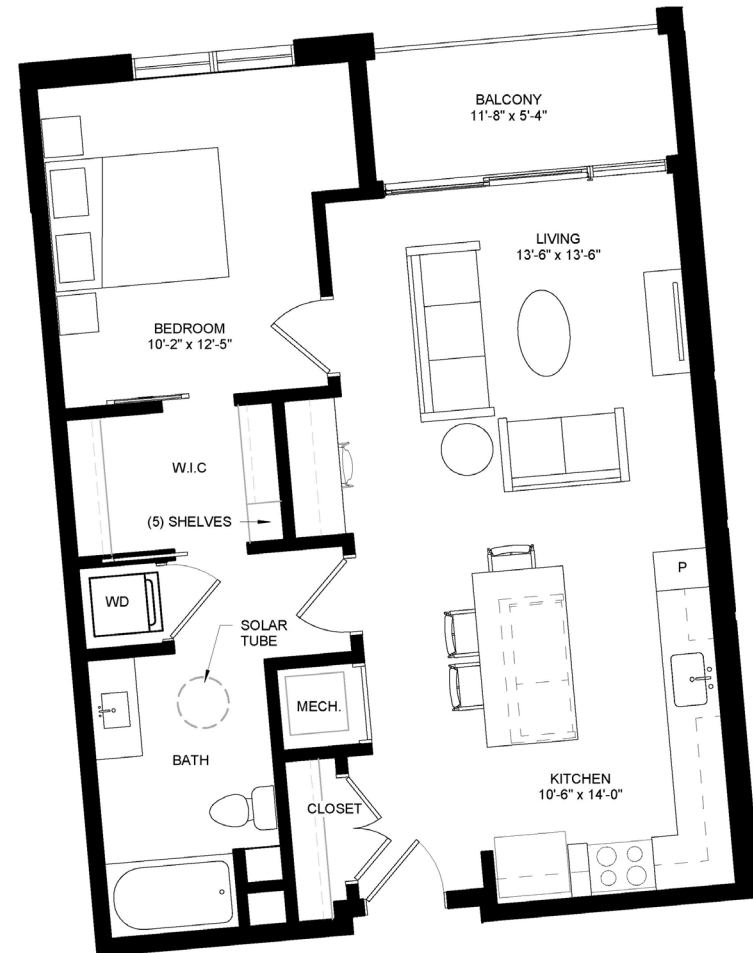 BALCONY
11'-8" x 5'-4"
LIVING
13'-6" x 13'-6"
BEDROOM
10'-2" x 12'-5"
W.I.C
(5) SHELVES
P
WD
SOLAR
TUBE
MECH.
BATH
KITCHEN
10'-6" x 14'-0"
CLOSET